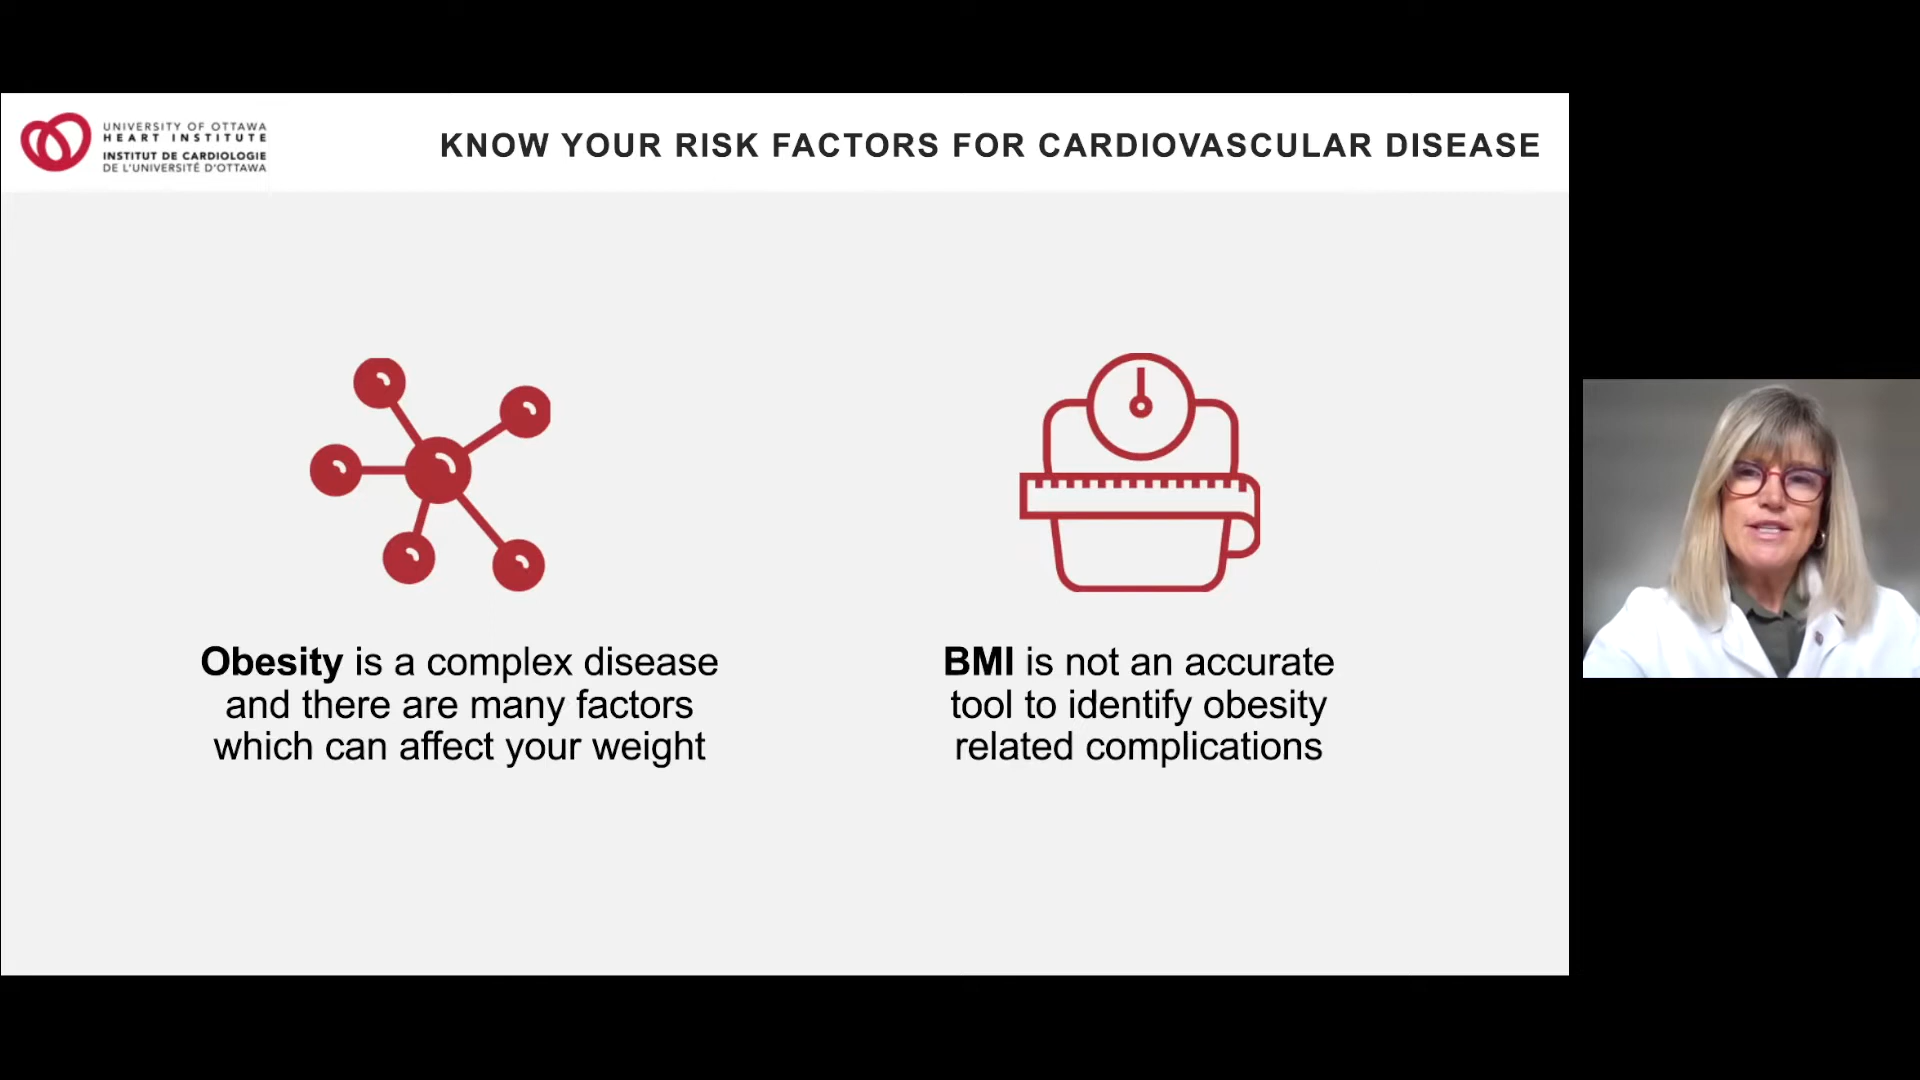 UNIVERSITY OF OTTAWA
HEART INSTITUTE
INSTITUT DE CARDIOLOGIE
DE L'UNIVERSITÉ D'OTTAWA
KNOW YOUR RISK FACTORS FOR CARDIOVASCULAR DISEASE
Obesity is a complex disease
and there are many factors
which can affect your weight
BMI is not an accurate
tool to identify obesity
related complications